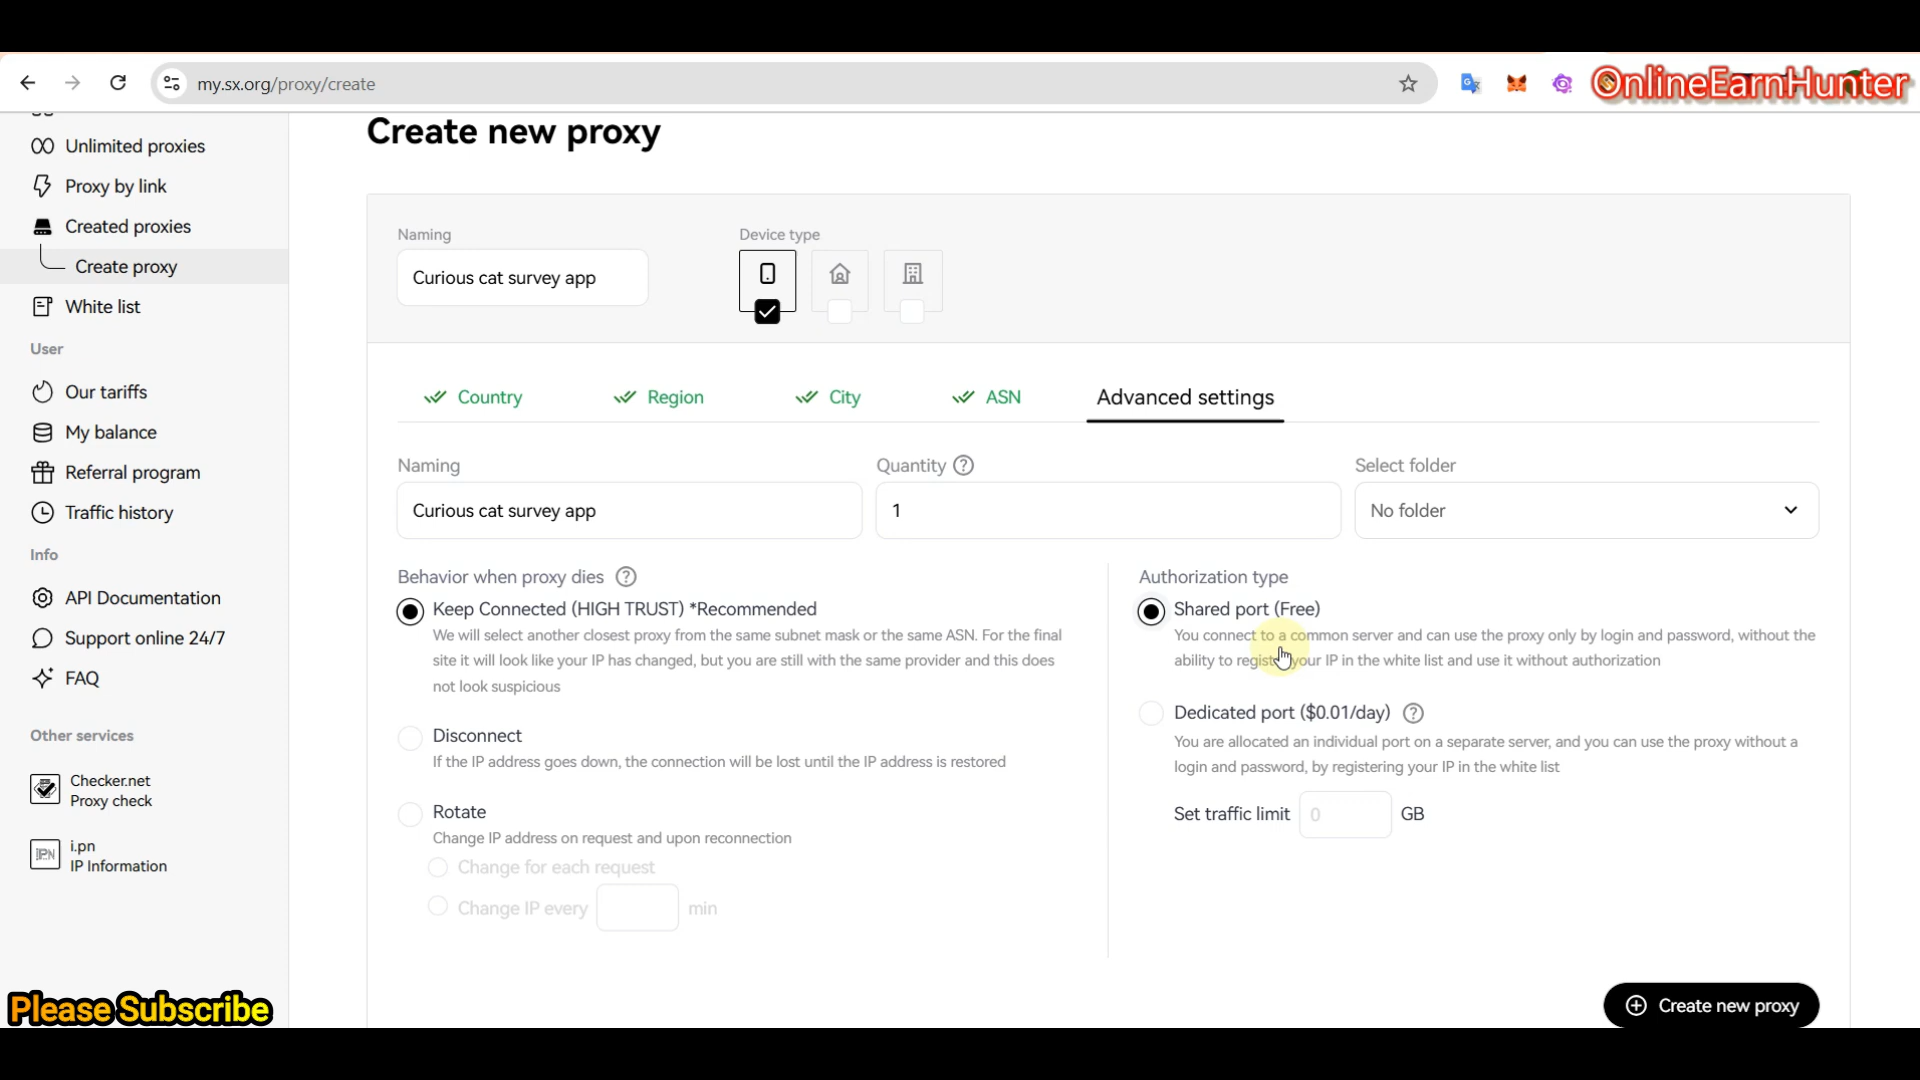 my.sx.org/proxy/create
OnlineEarnHunter
Create new proxy
Unlimited proxies
Proxy by link
Created proxies
Create proxy
White list
User
Our tariffs
My balance
Referral program
Traffic history
Info
API Documentation
Support online 24/7
FAQ
Other services
Checker.net
Proxy check
IPN
i.pn
IP Information
Please Subscribe
Naming
Curious cat survey app
Device type
Country
Region
City
ASN
Advanced settings
Naming
Curious cat survey app
Quantity ?
1
Select folder
No folder
Behavior when proxy dies ?
Keep Connected (HIGH TRUST) *Recommended
We will select another closest proxy from the same subnet mask or the same ASN. For the final
site it will look like your IP has changed, but you are still with the same provider and this does
not look suspicious
Disconnect
If the IP address goes down, the connection will be lost until the IP address is restored
Rotate
Change IP address on request and upon reconnection
Change for each request
Change IP every min
Authorization type
Shared port (Free)
You connect to a common server and can use the proxy only by login and password, without the
ability to register your IP in the white list and use it without authorization
Dedicated port ($0.01/day) ?
You are allocated an individual port on a separate server, and you can use the proxy without a
login and password, by registering your IP in the white list
Set traffic limit 0 GB
Create new proxy